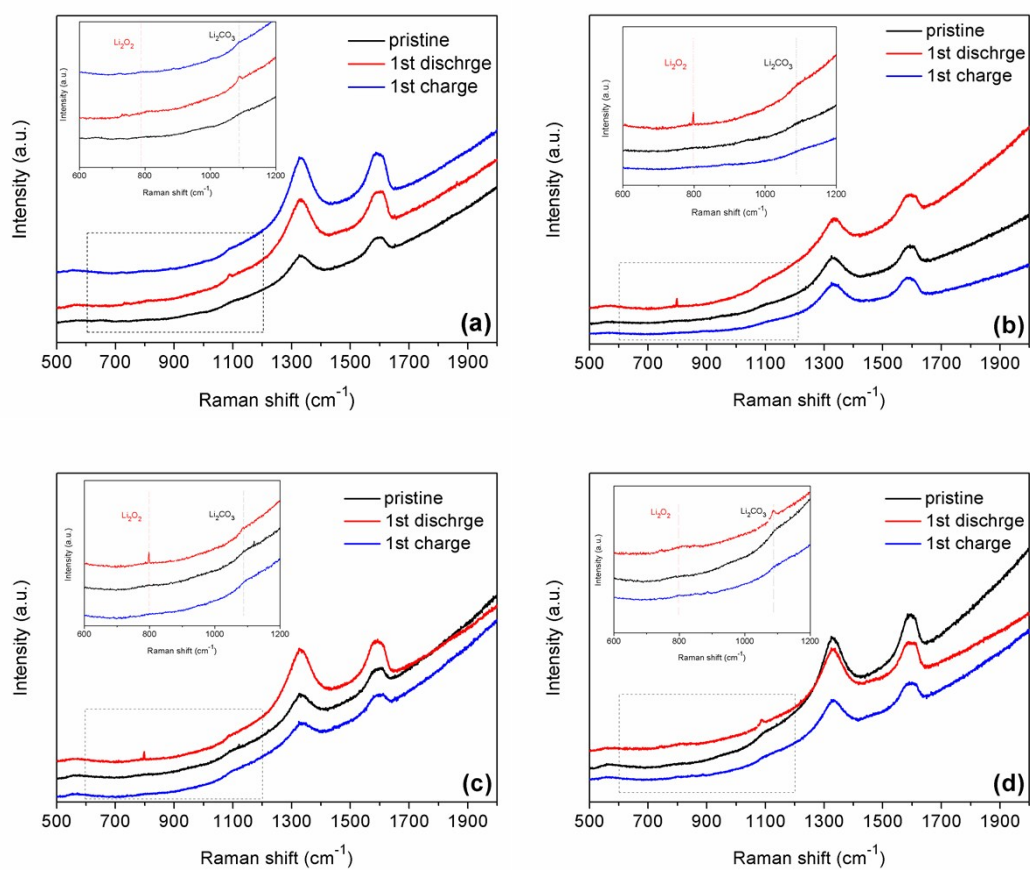 Li₂O₂ Li₂CO₃
Intensity (a.u.)
600 800 1000 1200
Raman shift (cm⁻¹)
pristine
1st dischrge
1st charge
Intensity (a.u.)
(a)
500 700 900 1100 1300 1500 1700 1900
Raman shift (cm⁻¹)
Li₂O₂ Li₂CO₃
Intensity (a.u.)
600 800 1000 1200
Raman shift (cm⁻¹)
pristine
1st dischrge
1st charge
Intensity (a.u.)
(b)
500 700 900 1100 1300 1500 1700 1900
Raman shift (cm⁻¹)
Li₂O₂ Li₂CO₃
Intensity (a.u.)
600 800 1000 1200
Raman shift (cm⁻¹)
pristine
1st dischrge
1st charge
Intensity (a.u.)
(c)
500 700 900 1100 1300 1500 1700 1900
Raman shift (cm⁻¹)
Li₂O₂ Li₂CO₃
Intensity (a.u.)
600 800 1000 1200
Raman shift (cm⁻¹)
pristine
1st dischrge
1st charge
Intensity (a.u.)
(d)
500 700 900 1100 1300 1500 1700 1900
Raman shift (cm⁻¹)